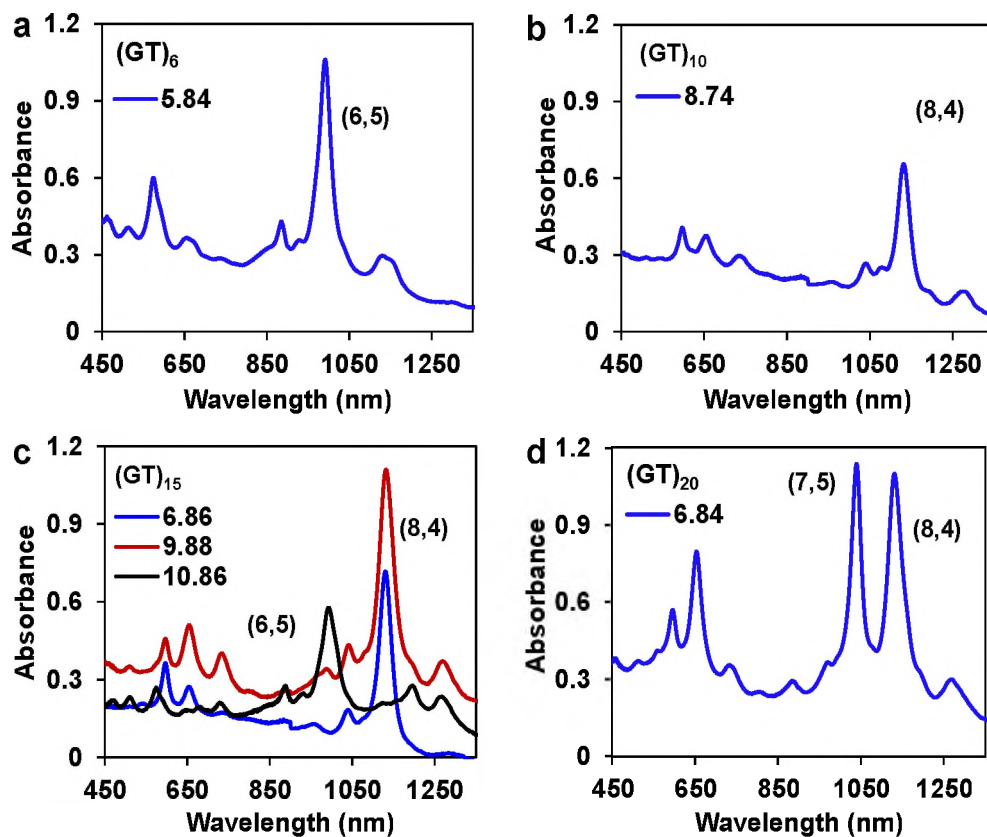 a
(GT)6
5.84
(6,5)
1.2
0.9
0.6
0.3
0
Absorbance
450 650 850 1050 1250
Wavelength (nm)
b
(GT)10
8.74
(8,4)
1.2
0.9
0.6
0.3
0
Absorbance
450 650 850 1050 1250
Wavelength (nm)
c
(GT)15
6.86
9.88
10.86
(8,4)
(6,5)
1.2
0.9
0.6
0.3
0
Absorbance
450 650 850 1050 1250
Wavelength (nm)
d
(GT)20
6.84
(7,5)
(8,4)
1.2
0.9
0.6
0.3
0
Absorbance
450 650 850 1050 1250
Wavelength (nm)